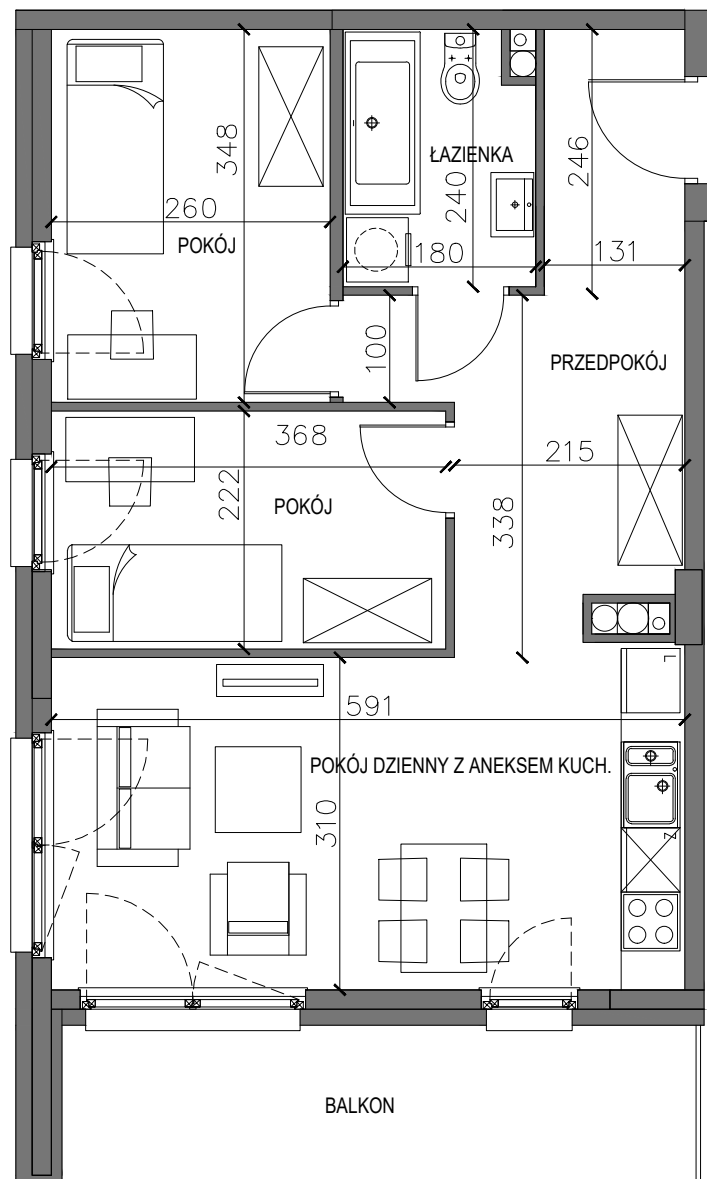 348
260
POKÓJ
ŁAZIENKA
240
180
246
131
100
PRZEDPOKÓJ
368
215
222
POKÓJ
338
591
POKÓJ DZIENNY Z ANEKSEM KUCH.
310
L
Z
BALKON